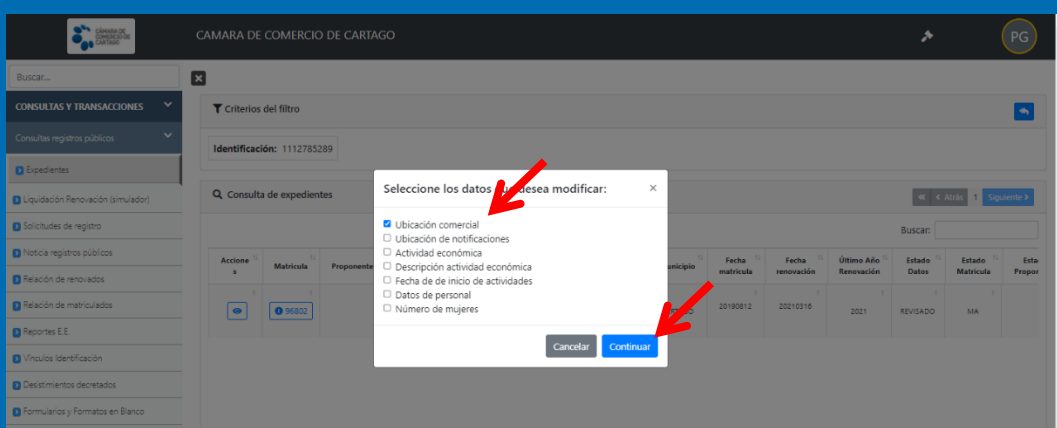 CÁMARA DE
COMERCIO DE
CARTAGO
CAMARA DE COMERCIO DE CARTAGO
PG
Buscar...
CONSULTAS Y TRANSACCIONES
Consultas registros públicos
Expedientes
Liquidación Renovación (simulador)
Solicitudes de registro
Noticia registros públicos
Relación de renovados
Relación de matriculados
Reportes E.E.
Vínculos Identificación
Desistimientos decretados
Formularios y Formatos en Blanco
Criterios del filtro
Identificación: 1112785289
Consulta de expedientes
Atrás 1 Siguiente
Buscar:
Acciones Matricula Proponente Fecha matricula Fecha renovación Último Año Renovación Estado Datos Estado Matricula
96802 20190812 20210316 2021 REVISADO MA
Seleccione los datos desea modificar: ×
Ubicación comercial
Ubicación de notificaciones
Actividad económica
Descripción actividad económica
Fecha de de inicio de actividades
Datos de personal
Número de mujeres
Cancelar Continuar